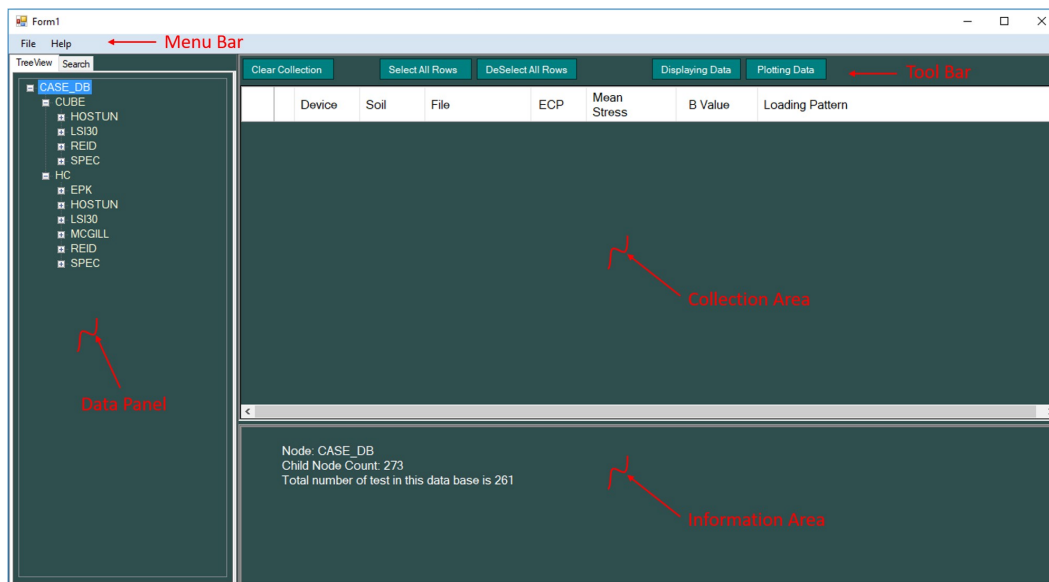 Form1
File Help Menu Bar
TreeView Search
Clear Collection Select All Rows DeSelect All Rows Displaying Data Plotting Data Tool Bar
Device Soil File ECP Mean Stress B Value Loading Pattern
CASE_DB
CUBE
HOSTUN
LSI30
REID
SPEC
HC
EPK
HOSTUN
LSI30
MCGILL
REID
SPEC
Data Panel
Collection Area
Node: CASE_DB
Child Node Count: 273
Total number of test in this data base is 261
Information Area